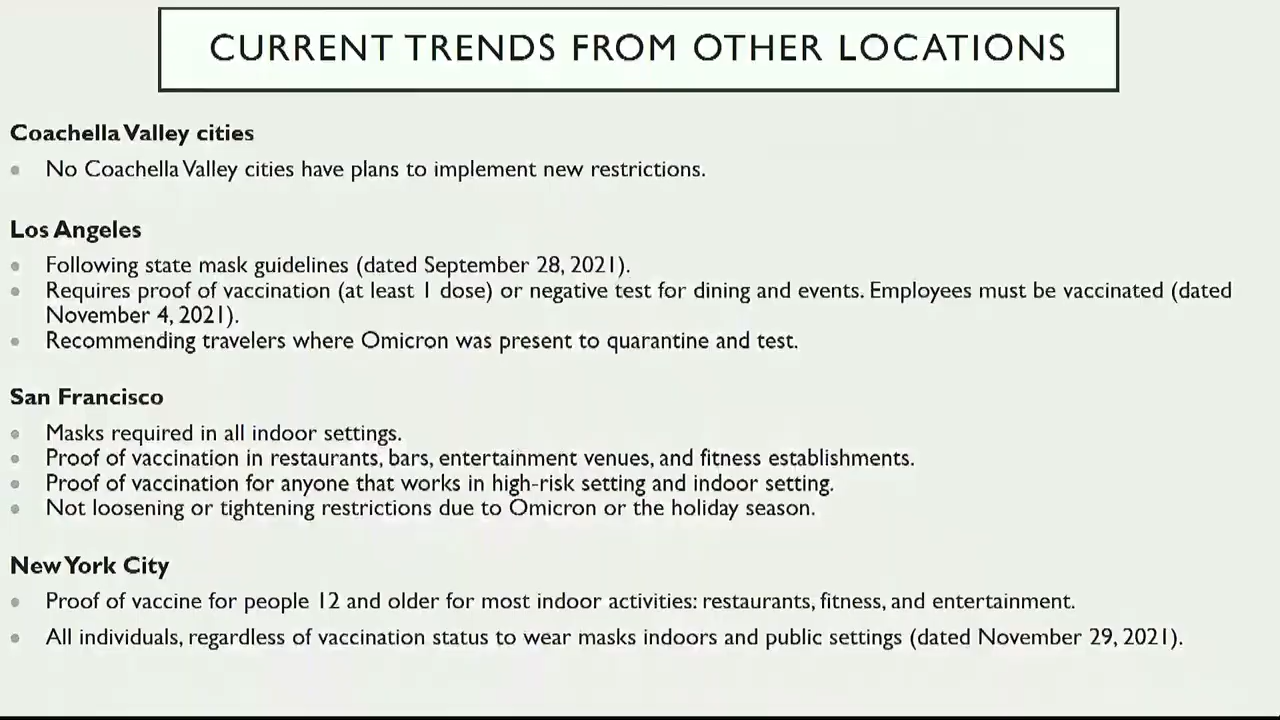 CURRENT TRENDS FROM OTHER LOCATIONS
Coachella Valley cities
No Coachella Valley cities have plans to implement new restrictions.
Los Angeles
Following state mask guidelines (dated September 28, 2021).
Requires proof of vaccination (at least 1 dose) or negative test for dining and events. Employees must be vaccinated (dated
November 4, 2021).
Recommending travelers where Omicron was present to quarantine and test.
San Francisco
Masks required in all indoor settings.
Proof of vaccination in restaurants, bars, entertainment venues, and fitness establishments.
Proof of vaccination for anyone that works in high-risk setting and indoor setting.
Not loosening or tightening restrictions due to Omicron or the holiday season.
New York City
Proof of vaccine for people 12 and older for most indoor activities: restaurants, fitness, and entertainment.
All individuals, regardless of vaccination status to wear masks indoors and public settings (dated November 29, 2021).